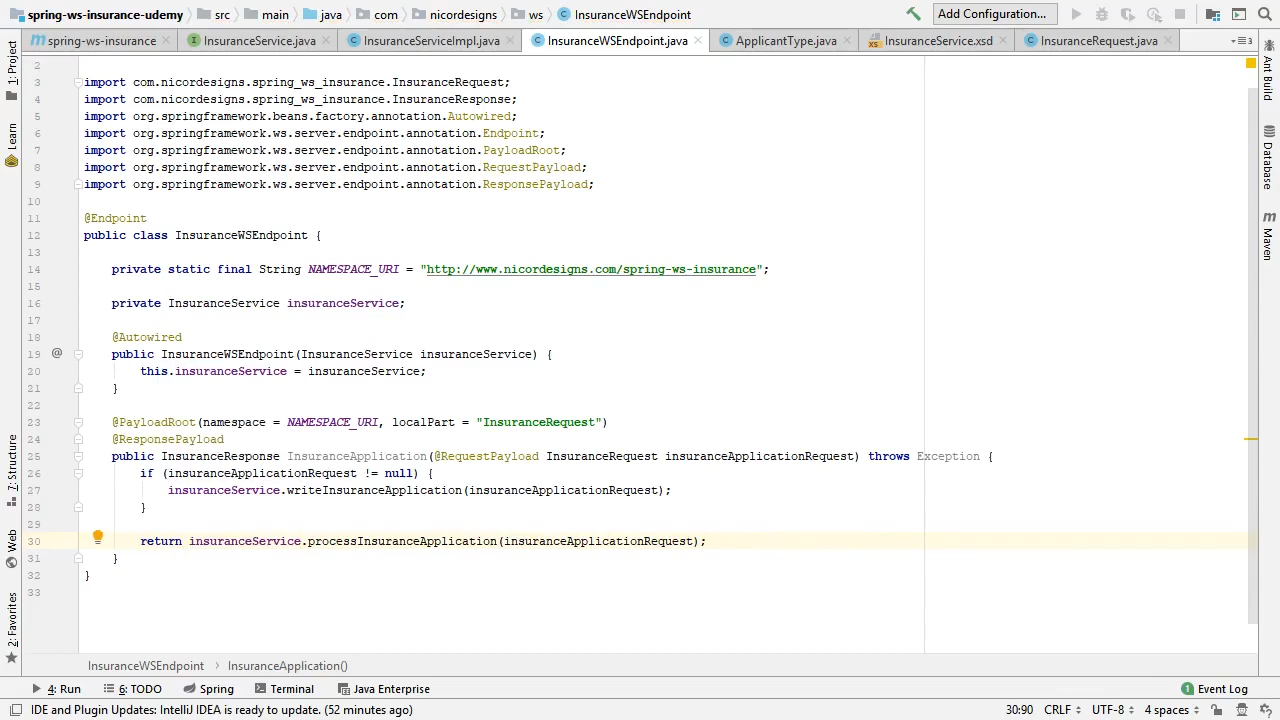 spring-ws-insurance-udemy src main java com nicordesigns ws InsuranceWSEndpoint Add Configuration...
spring-ws-insurance InsuranceService.java InsuranceServiceImpl.java InsuranceWSEndpoint.java ApplicantType.java InsuranceService.xsd InsuranceRequest.java
1: Project
Learn
7: Structure
Web
2: Favorites
2
3 import com.nicordesigns.spring_ws_insurance.InsuranceRequest;
4 import com.nicordesigns.spring_ws_insurance.InsuranceResponse;
5 import org.springframework.beans.factory.annotation.Autowired;
6 import org.springframework.ws.server.endpoint.annotation.Endpoint;
7 import org.springframework.ws.server.endpoint.annotation.PayloadRoot;
8 import org.springframework.ws.server.endpoint.annotation.RequestPayload;
9 import org.springframework.ws.server.endpoint.annotation.ResponsePayload;
10
11 @Endpoint
12 public class InsuranceWSEndpoint {
13
14 private static final String NAMESPACE_URI = "http://www.nicordesigns.com/spring-ws-insurance";
15
16 private InsuranceService insuranceService;
17
18 @Autowired
19 @ public InsuranceWSEndpoint(InsuranceService insuranceService) {
20 this.insuranceService = insuranceService;
21 }
22
23 @PayloadRoot(namespace = NAMESPACE_URI, localPart = "InsuranceRequest")
24 @ResponsePayload
25 public InsuranceResponse InsuranceApplication(@RequestPayload InsuranceRequest insuranceApplicationRequest) throws Exception {
26 if (insuranceApplicationRequest != null) {
27 insuranceService.writeInsuranceApplication(insuranceApplicationRequest);
28 }
29
30 return insuranceService.processInsuranceApplication(insuranceApplicationRequest);
31 }
32 }
33
Ant Build
Database
Maven
InsuranceWSEndpoint › InsuranceApplication()
4: Run 6: TODO Spring Terminal Java Enterprise 1 Event Log
IDE and Plugin Updates: IntelliJ IDEA is ready to update. (52 minutes ago) 30:90 CRLF UTF-8 4 spaces